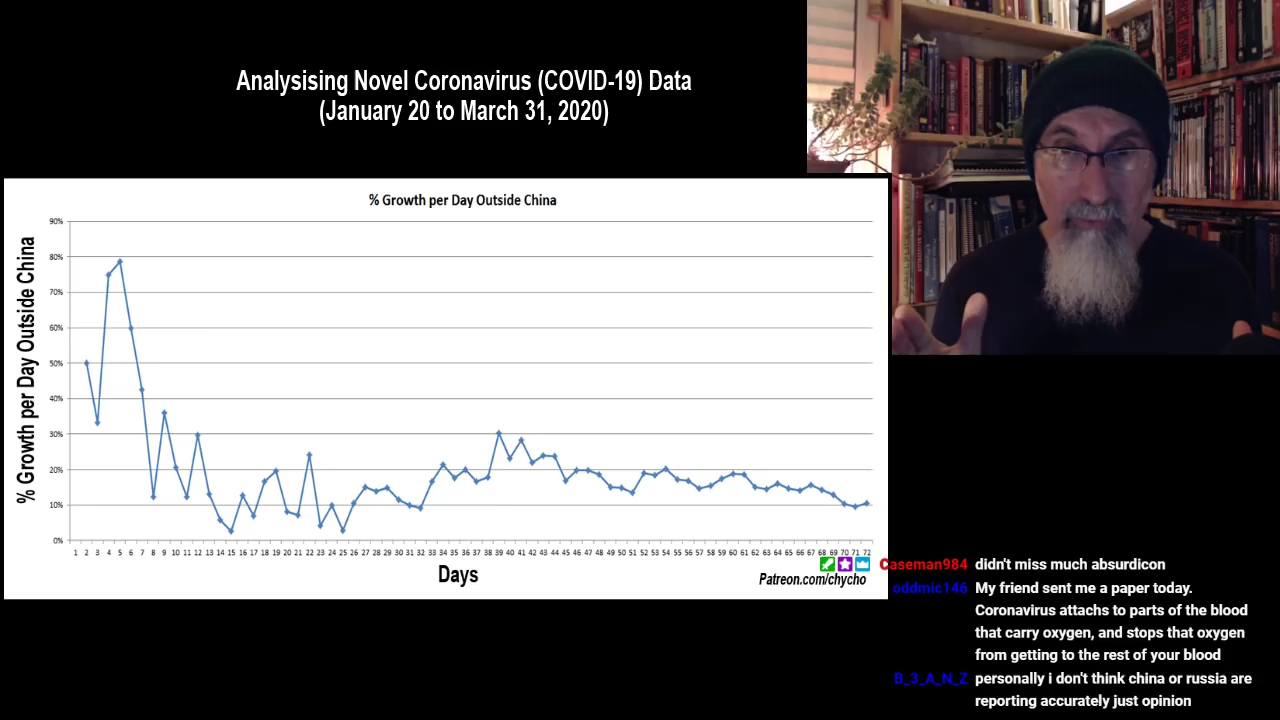 Analysising Novel Coronavirus (COVID-19) Data
(January 20 to March 31, 2020)
% Growth per Day Outside China
% Growth per Day Outside China
90%
80%
70%
60%
50%
40%
30%
20%
10%
0%
1 2 3 4 5 6 7 8 9 10 11 12 13 14 15 16 17 18 19 20 21 22 23 24 25 26 27 28 29 30 31 32 33 34 35 36 37 38 39 40 41 42 43 44 45 46 47 48 49 50 51 52 53 54 55 56 57 58 59 60 61 62 63 64 65 66 67 68 69 70 71 72
Days
Patreon.com/chycho
Caseman984 didn't miss much absurdicon
oddmic146 My friend sent me a paper today.
Coronavirus attachs to parts of the blood
that carry oxygen, and stops that oxygen
from getting to the rest of your blood
B_3_A_N_Z personally i don't think china or russia are
reporting accurately just opinion